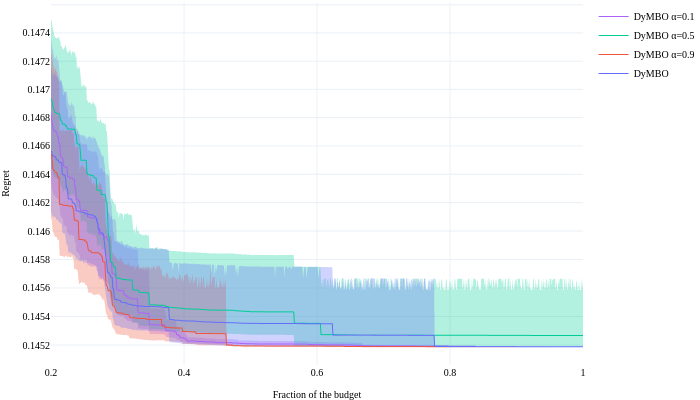 0.1474
0.1472
0.147
0.1468
0.1466
0.1464
0.1462
0.146
0.1458
0.1456
0.1454
0.1452
0.2
0.4
0.6
0.8
1
Fraction of the budget
Regret
DyMBO α=0.1
DyMBO α=0.5
DyMBO α=0.9
DyMBO